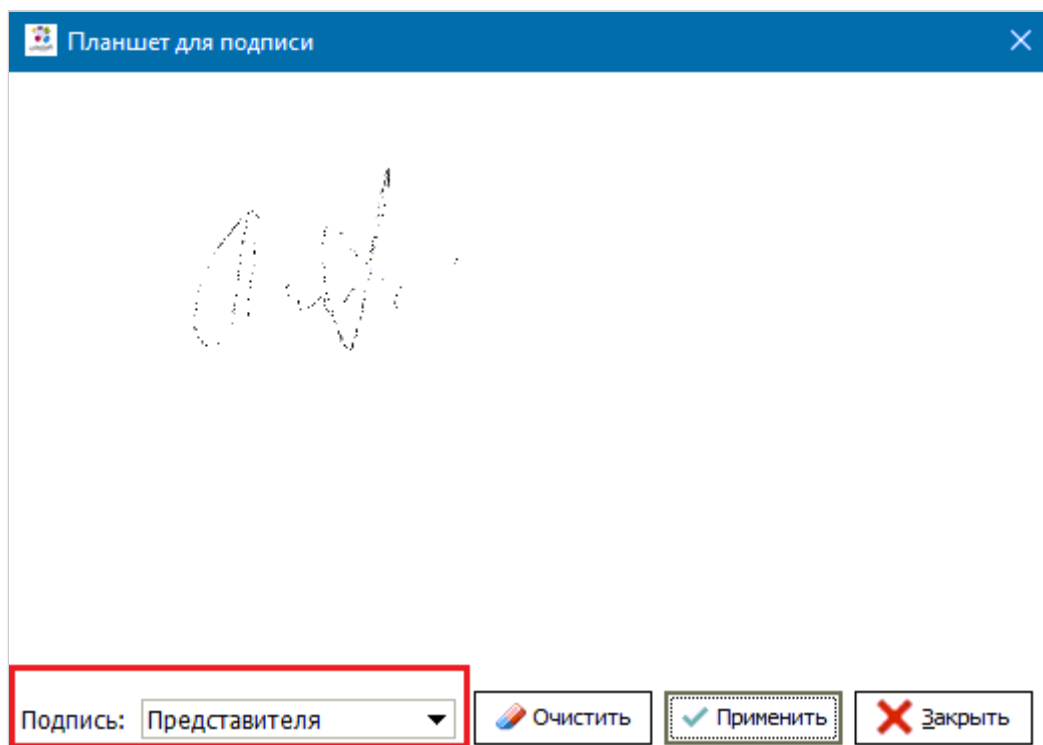 Планшет для подписи
Подпись: Представителя Очистить Применить Закрыть